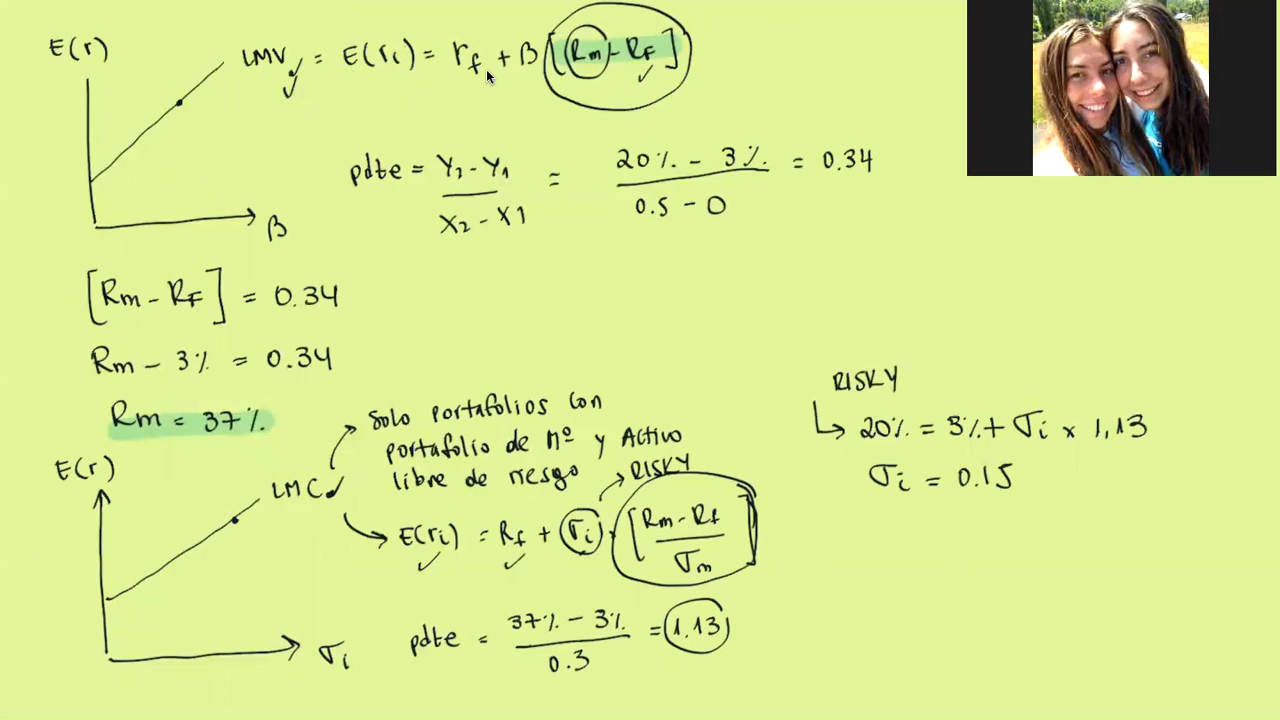 E(r)
LMV = E(ri) = rf + β [(Rm) - RF]
pdte = Y2 - Y1 / X2 - X1 = 20% - 3% / 0.5 - 0 = 0.34
β
[Rm - RF] = 0.34
Rm - 3% = 0.34
Rm = 37%
Solo portafolios con
portafolio de nº y Activo
libre de riesgo
E(r)
LMC
RISKY
E(ri) = Rf + σi · [Rm - Rf / σm]
pdte = 37% - 3% / 0.3 = 1.13
σi
RISKY
20% = 3% + σi x 1,13
σi = 0.15